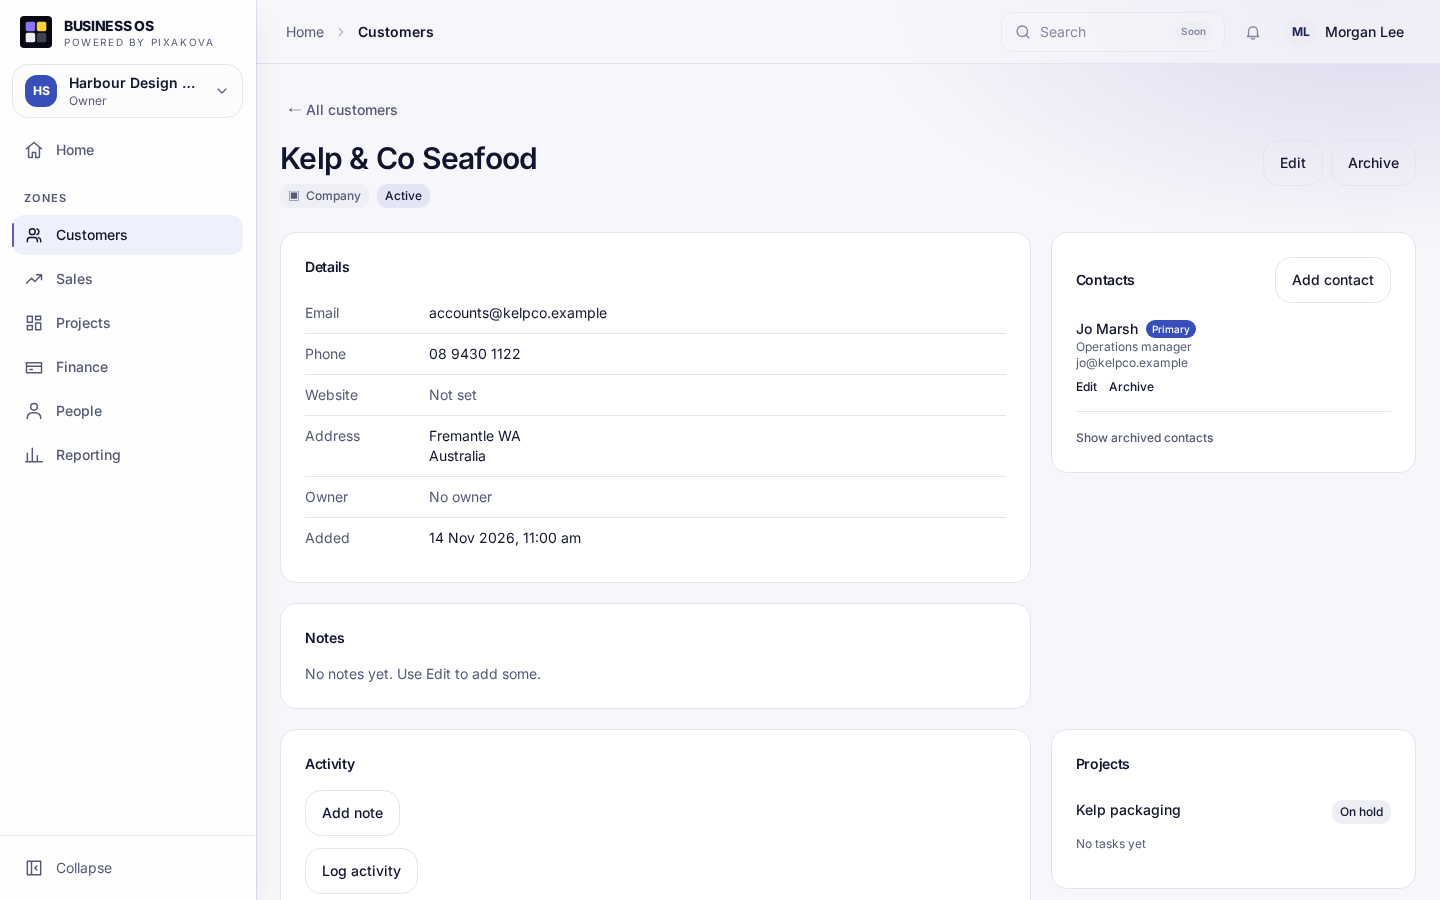 BUSINESS OS
POWERED BY PIXAKOVA
HS
Harbour Design ...
Owner
Home
ZONES
Customers
Sales
Projects
Finance
People
Reporting
Collapse
Home > Customers
Search
Soon
ML
Morgan Lee
← All customers
Kelp & Co Seafood
Edit
Archive
Company
Active
Details
Email accounts@kelpco.example
Phone 08 9430 1122
Website Not set
Address Fremantle WA
Australia
Owner No owner
Added 14 Nov 2026, 11:00 am
Contacts
Add contact
Jo Marsh Primary
Operations manager
jo@kelpco.example
Edit Archive
Show archived contacts
Notes
No notes yet. Use Edit to add some.
Activity
Add note
Log activity
Projects
Kelp packaging On hold
No tasks yet